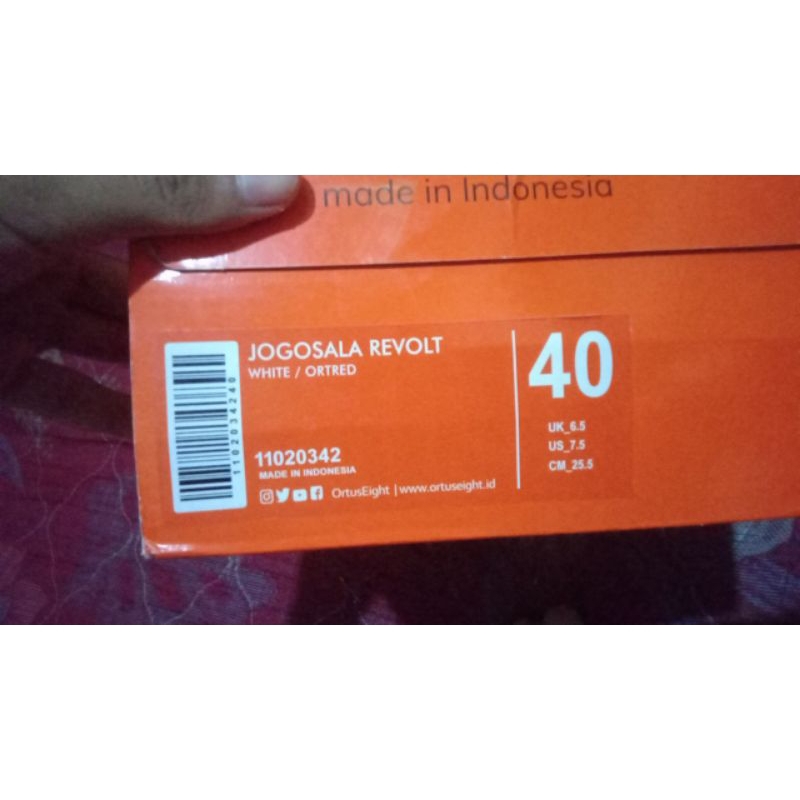 made in Indonesia
JOGOSALA REVOLT
WHITE / ORTRED
40
UK_6.5
US_7.5
CM_25.5
1102034240
11020342
MADE IN INDONESIA
OrtusEight | www.ortuseight.id